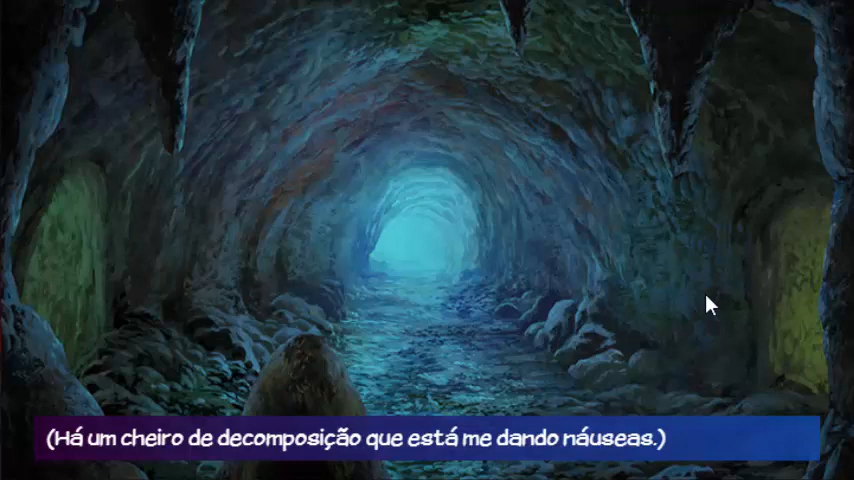 (Há um cheiro de decomposição que está me dando náuseas.)